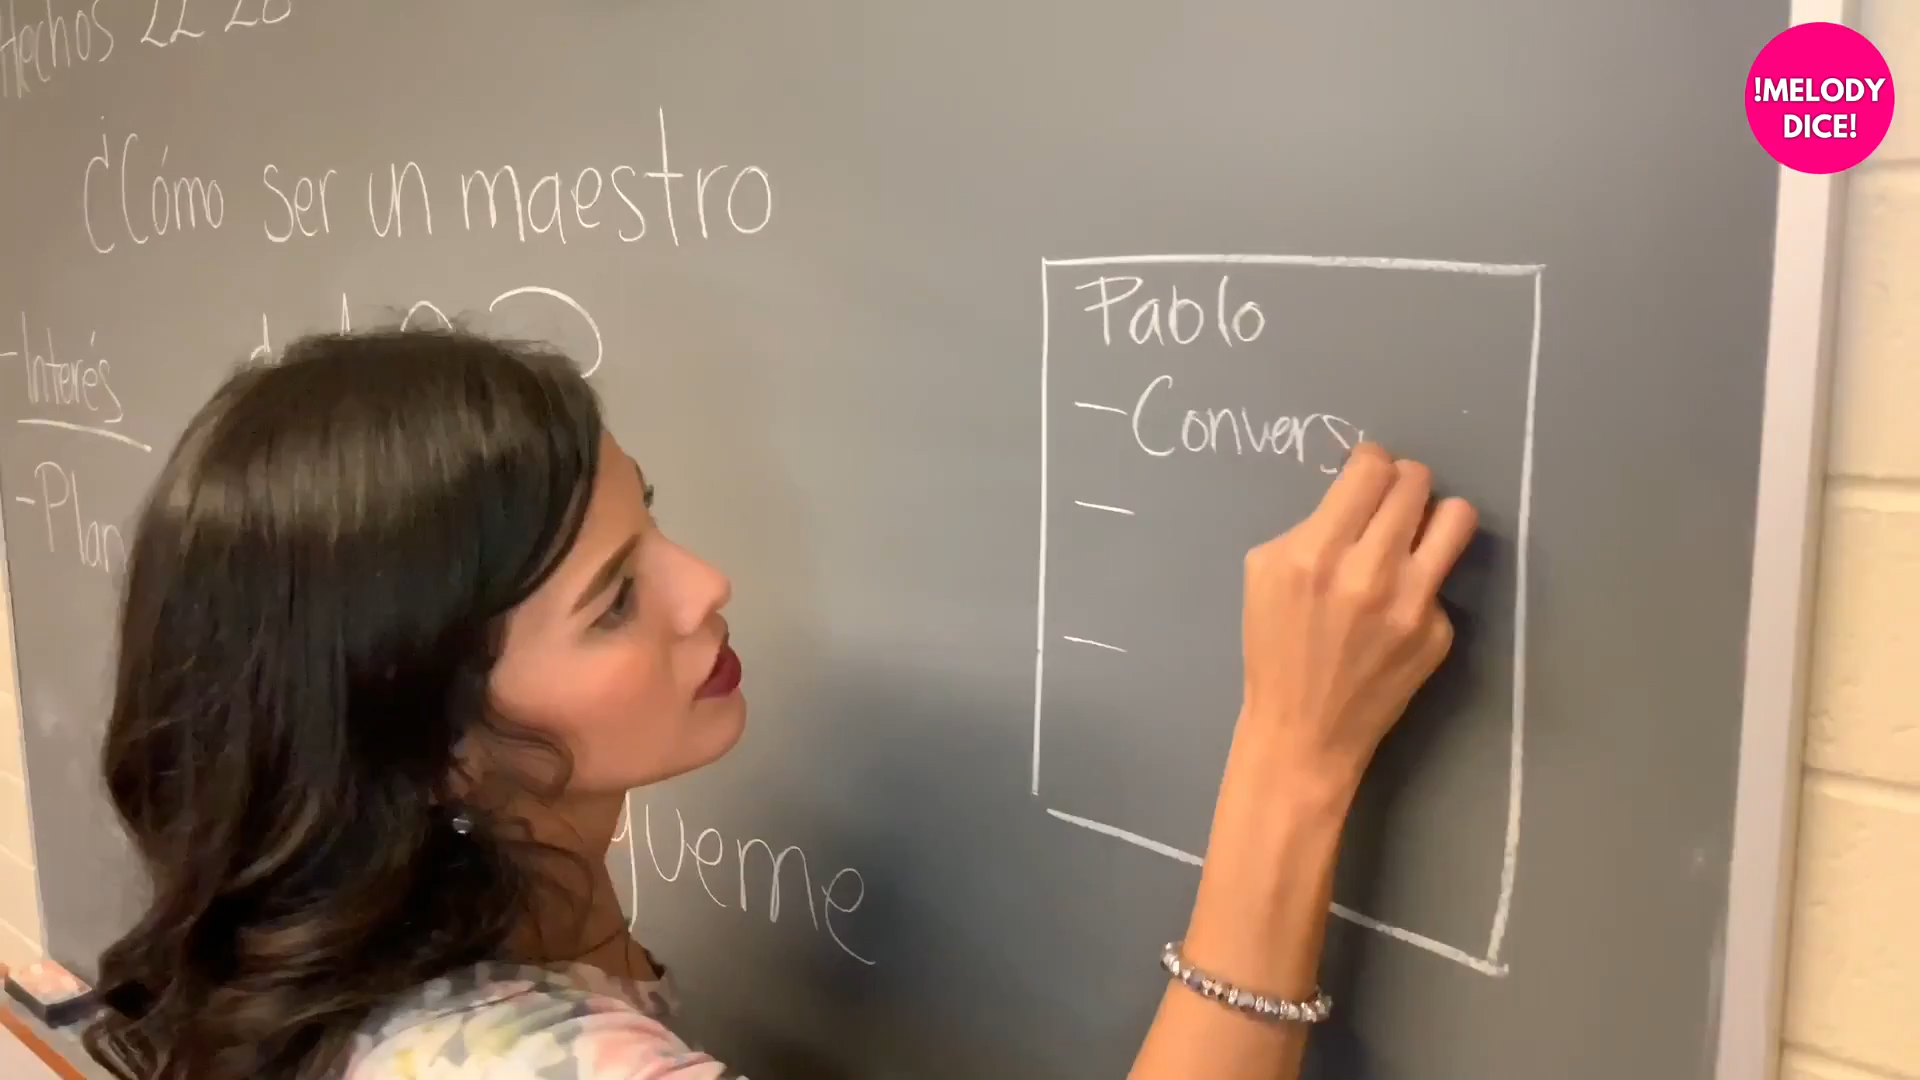 Hechos 22 28
¿Cómo ser un maestro
-Interés
-Plan
queme
Pablo
- Convers
-
-
!MELODY
DICE!